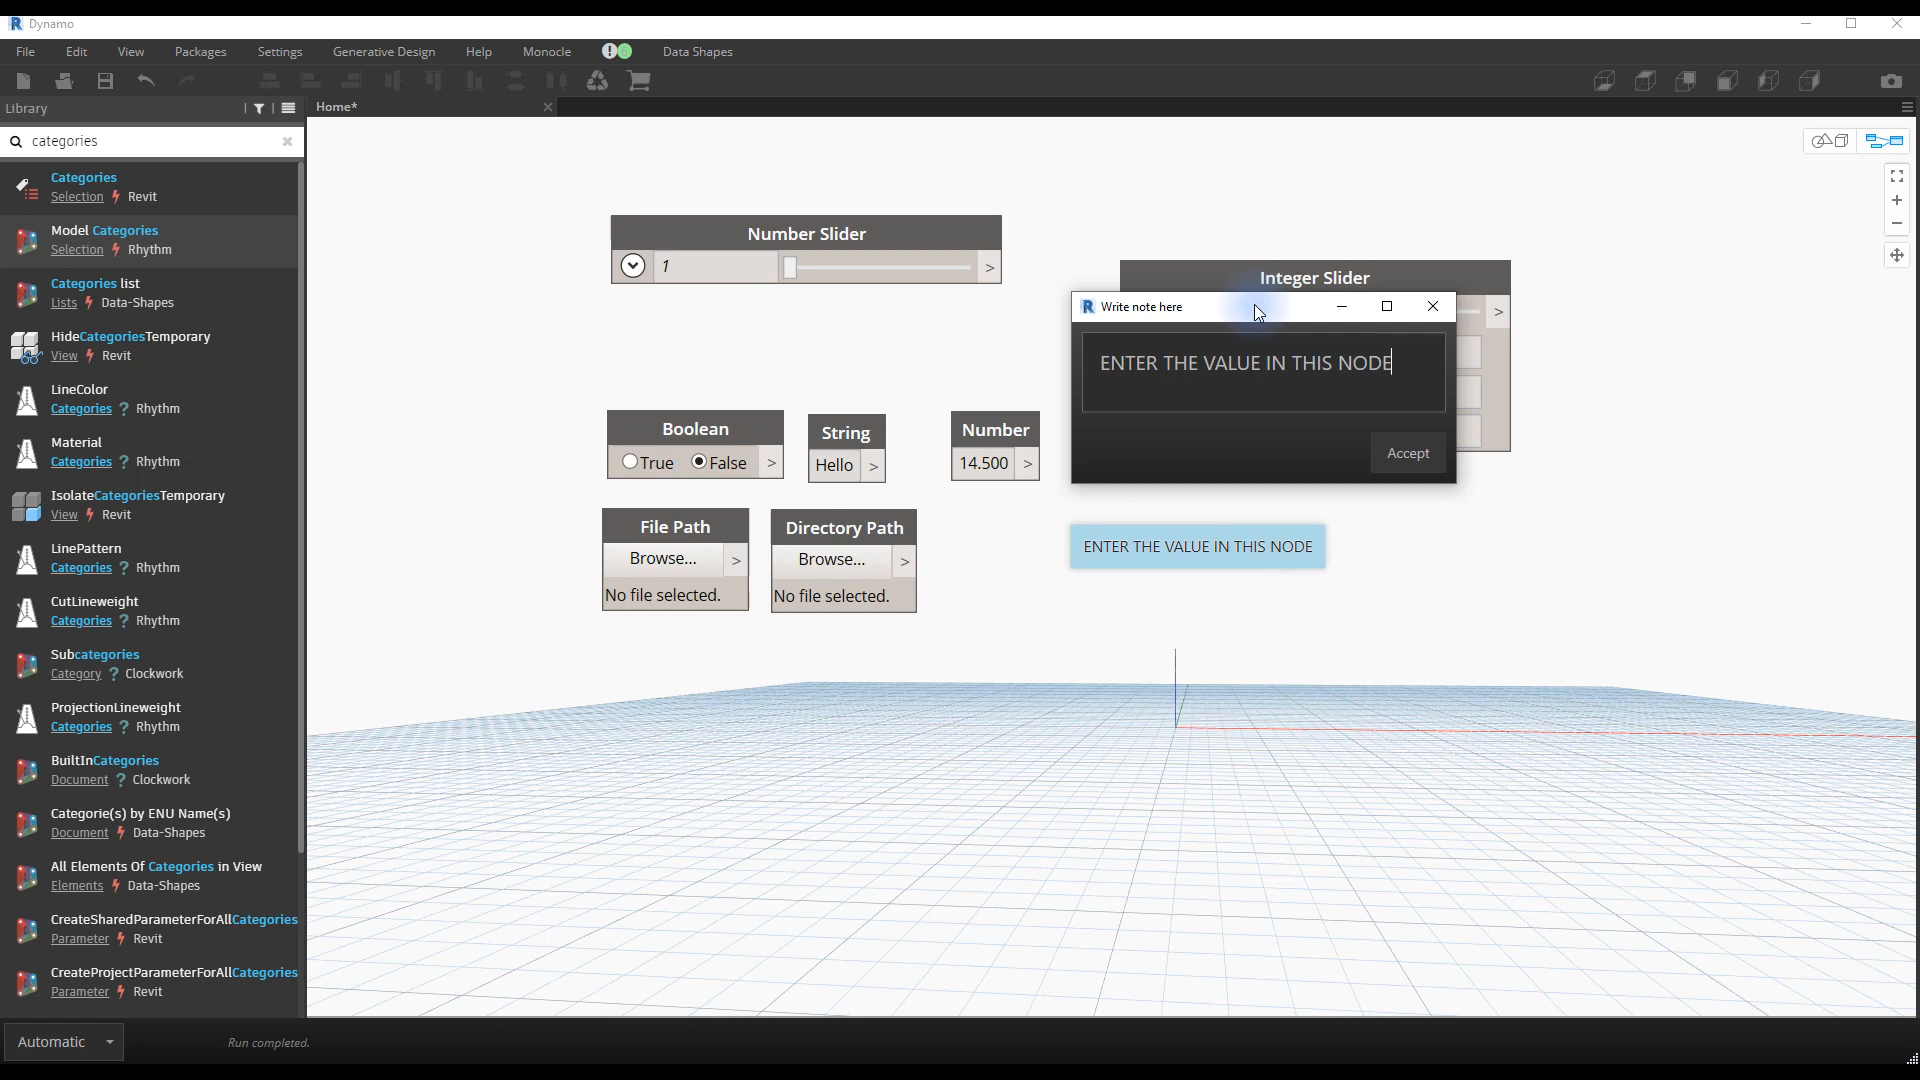 Dynamo
File Edit View Packages Settings Generative Design Help Monocle Data Shapes
Library
Home*
categories
Categories
Selection Revit
Model Categories
Selection Rhythm
Categories list
Lists Data-Shapes
HideCategoriesTemporary
View Revit
LineColor
Categories ? Rhythm
Material
Categories ? Rhythm
IsolateCategoriesTemporary
View Revit
LinePattern
Categories ? Rhythm
CutLineweight
Categories ? Rhythm
Subcategories
Category ? Clockwork
ProjectionLineweight
Categories ? Rhythm
BuiltInCategories
Document ? Clockwork
Categorie(s) by ENU Name(s)
Document Data-Shapes
All Elements Of Categories in View
Elements Data-Shapes
CreateSharedParameterForAllCategories
Parameter Revit
CreateProjectParameterForAllCategories
Parameter Revit
Number Slider
1 >
Integer Slider
>
Write note here
ENTER THE VALUE IN THIS NODE
Accept
Boolean
True False >
String
Hello >
Number
14.500 >
File Path
Browse... >
No file selected.
Directory Path
Browse... >
No file selected.
ENTER THE VALUE IN THIS NODE
Automatic
Run completed.